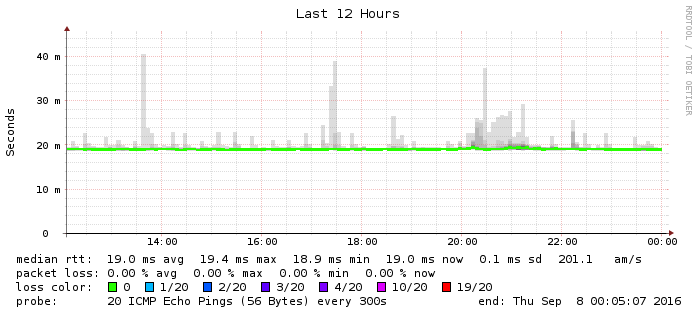 Last 12 Hours
RRDTOOL / TOBI OETIKER
Seconds
40 m
30 m
20 m
10 m
0
14:00 16:00 18:00 20:00 22:00 00:00
median rtt: 19.0 ms avg 19.4 ms max 18.9 ms min 19.0 ms now 0.1 ms sd 201.1 am/s
packet loss: 0.00 % avg 0.00 % max 0.00 % min 0.00 % now
loss color: 0 1/20 2/20 3/20 4/20 10/20 19/20
probe: 20 ICMP Echo Pings (56 Bytes) every 300s end: Thu Sep 8 00:05:07 2016